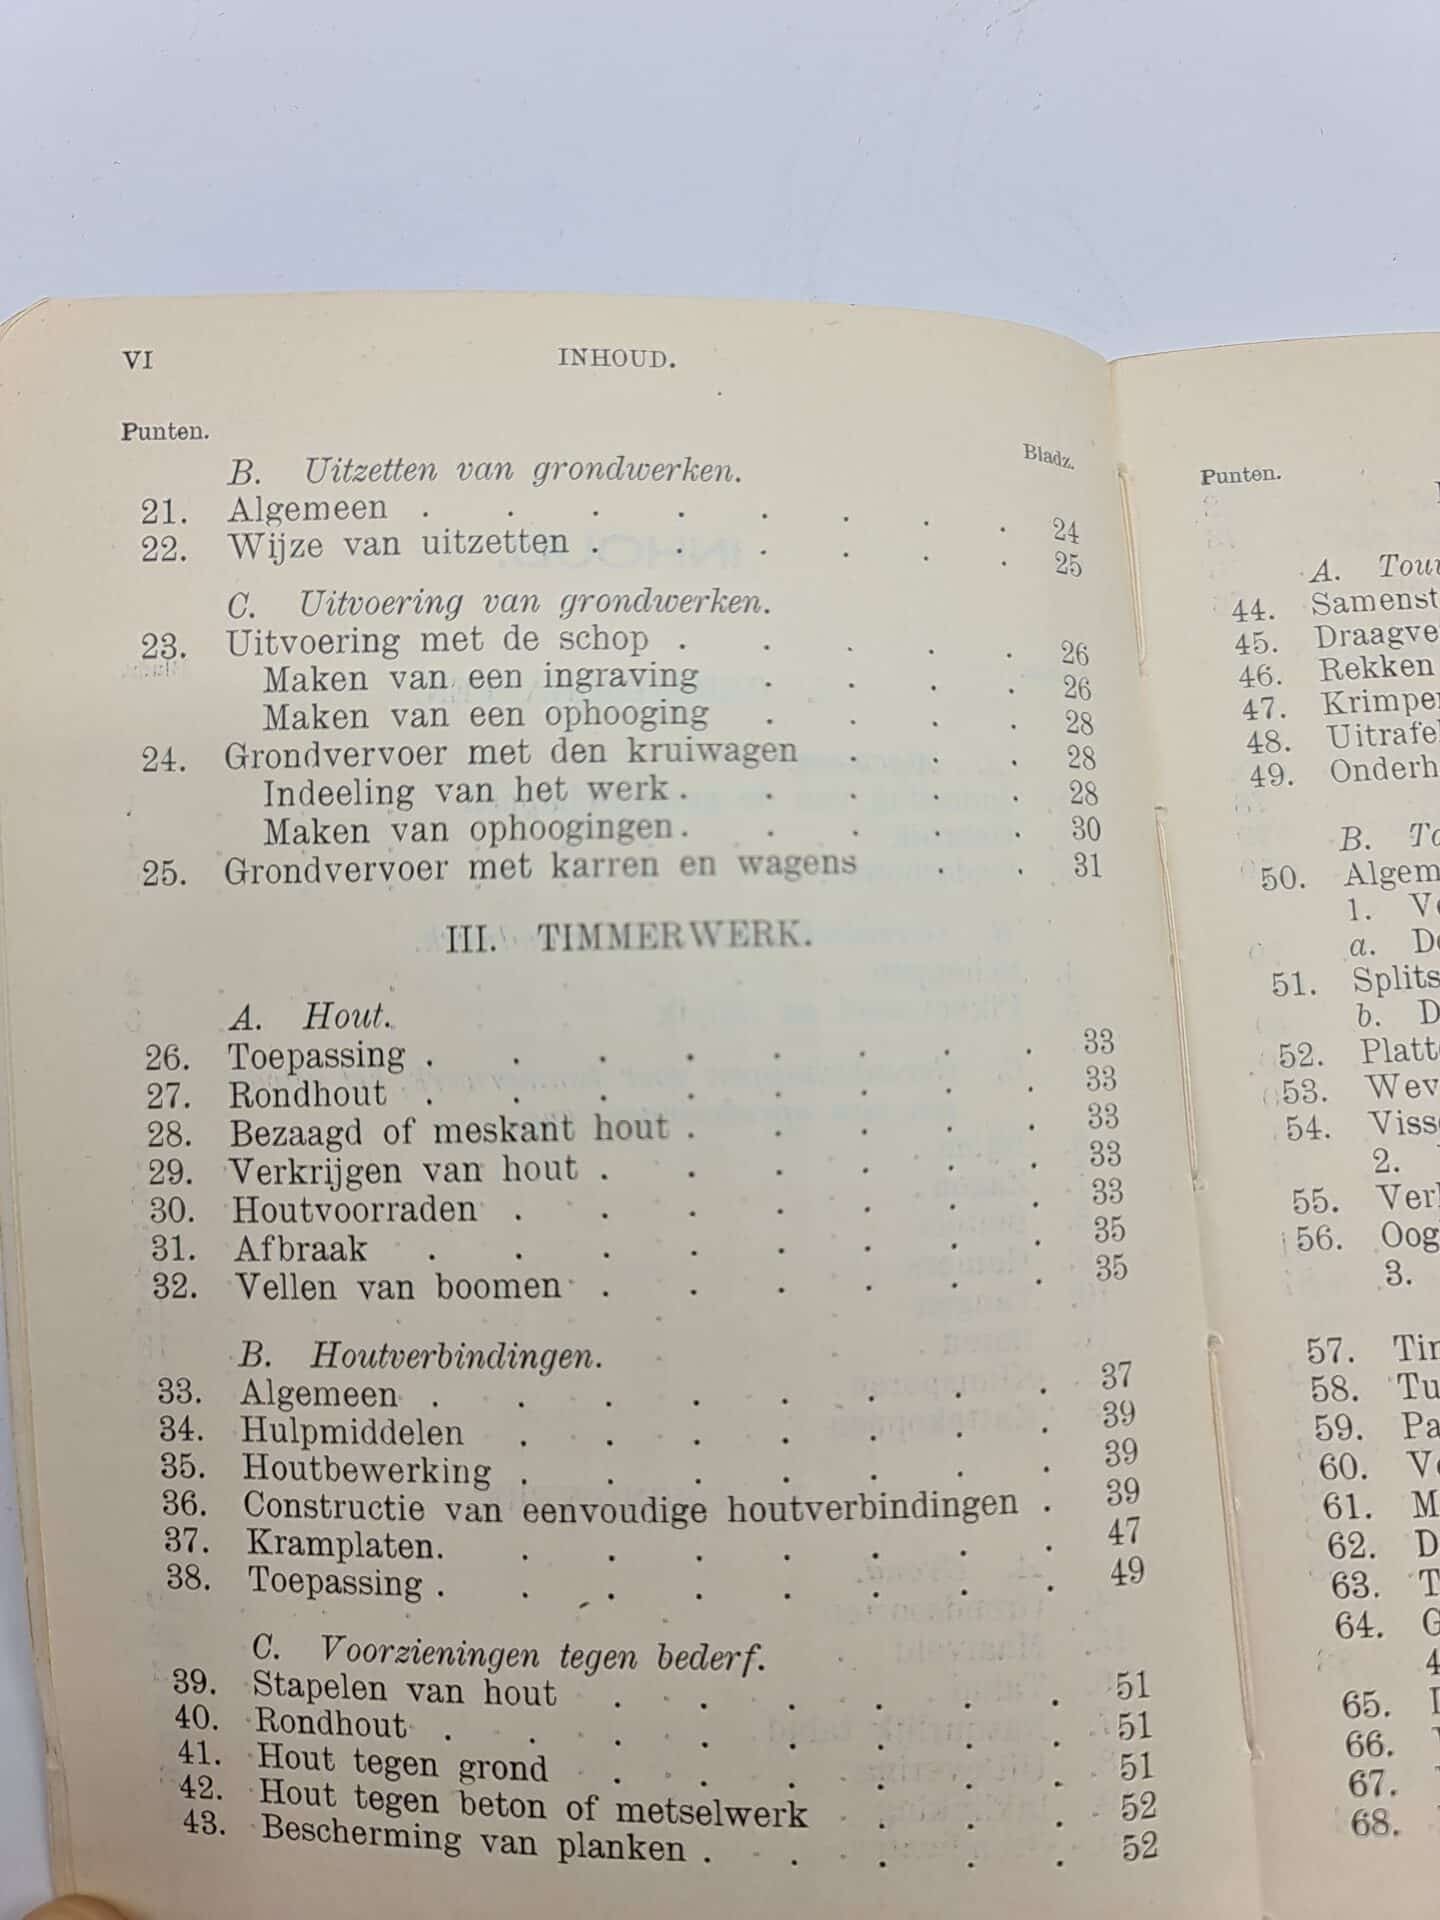 VI INHOUD.
Punten. Bladz.
B. Uitzetten van grondwerken.
21. Algemeen . . . . . . . . 24
22. Wijze van uitzetten . . . . . . 25
C. Uitvoering van grondwerken.
23. Uitvoering met de schop . . . . . 26
Maken van een ingraving . . . . 26
Maken van een ophooging . . . . 28
24. Grondvervoer met den kruiwagen . . . 28
Indeeling van het werk . . . . . 28
Maken van ophoogingen . . . . . 30
25. Grondvervoer met karren en wagens . . 31
III. TIMMERWERK.
A. Hout.
26. Toepassing . . . . . . . . 33
27. Rondhout . . . . . . . . 33
28. Bezaagd of meskant hout . . . . . 33
29. Verkrijgen van hout . . . . . . 33
30. Houtvoorraden . . . . . . . 33
31. Afbraak . . . . . . . . 35
32. Vellen van boomen . . . . . . 35
B. Houtverbindingen.
33. Algemeen . . . . . . . . 37
34. Hulpmiddelen . . . . . . . 39
35. Houtbewerking . . . . . . . 39
36. Constructie van eenvoudige houtverbindingen . 39
37. Kramplaten. . . . . . . . 47
38. Toepassing . . . . . . . . 49
C. Voorzieningen tegen bederf.
39. Stapelen van hout . . . . . . 51
40. Rondhout . . . . . . . . 51
41. Hout tegen grond . . . . . . 51
42. Hout tegen beton of metselwerk . . . 52
43. Bescherming van planken . . . . . 52
Punten.
A.
44. Samenst
45. Draagve
46. Rekken
47. Krimpe
48. Uitrafe
49. Onderh
B.
50. Algem
1.
a.
51. Splits
b.
52. Platt
53. Wev
54. Viss
2.
55. Ver
56. Oog
3.
57. Ti
58. Tu
59. Pa
60.
61. M
62. D
63. T
64.
4
65.
66.
67.
68.